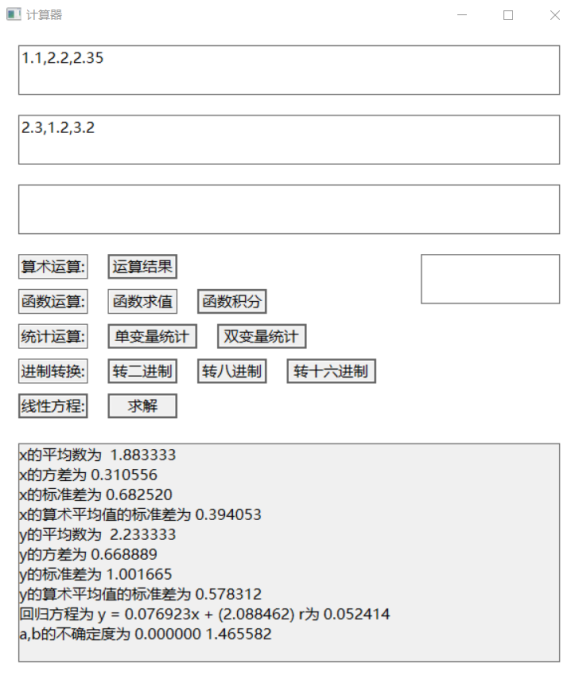 计算器
1.1,2.2,2.35
2.3,1.2,3.2
算术运算: 运算结果
函数运算: 函数求值 函数积分
统计运算: 单变量统计 双变量统计
进制转换: 转二进制 转八进制 转十六进制
线性方程: 求解
x的平均数为 1.883333
x的方差为 0.310556
x的标准差为 0.682520
x的算术平均值的标准差为 0.394053
y的平均数为 2.233333
y的方差为 0.668889
y的标准差为 1.001665
y的算术平均值的标准差为 0.578312
回归方程为 y = 0.076923x + (2.088462) r为 0.052414
a,b的不确定度为 0.000000 1.465582